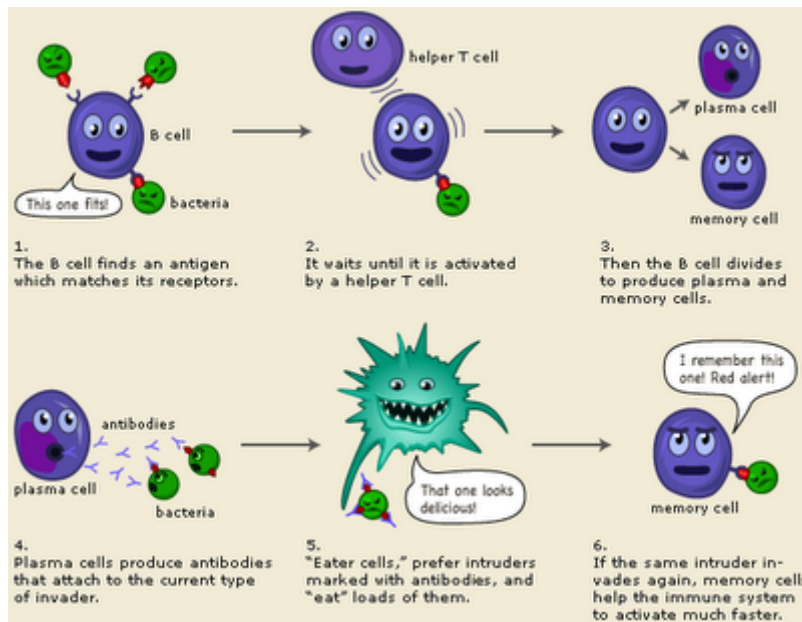 helper T cell
B cell
plasma cell
This one fits!
bacteria
memory cell
1.
The B cell finds an antigen
which matches its receptors.
2.
It waits until it is activated
by a helper T cell.
3.
Then the B cell divides
to produce plasma and
memory cells.
I remember this
one! Red alert!
antibodies
plasma cell
bacteria
That one looks
delicious!
memory cell
4.
Plasma cells produce antibodies
that attach to the current type
of invader.
5.
“Eater cells,” prefer intruders
marked with antibodies, and
“eat” loads of them.
6.
If the same intruder in-
vades again, memory cell
help the immune system
to activate much faster.